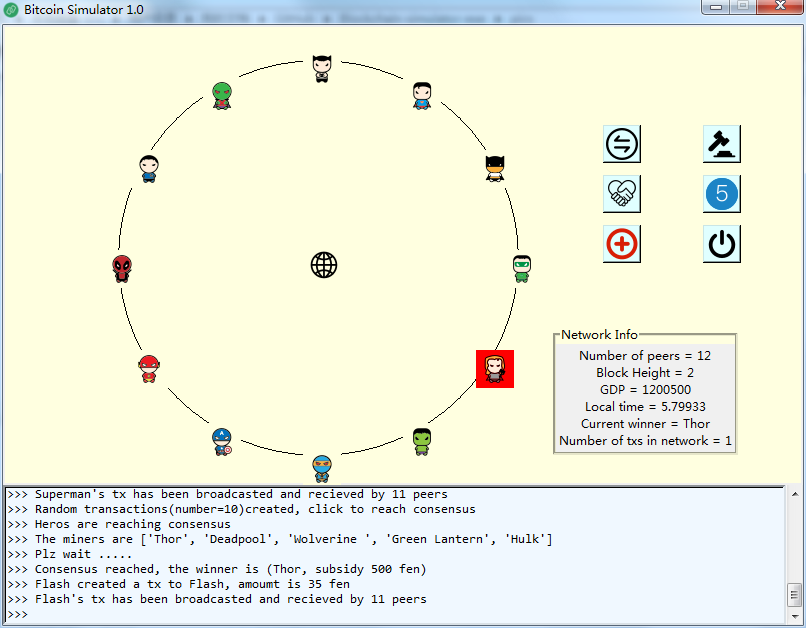 Bitcoin Simulator 1.0
5
Network Info
Number of peers = 12
Block Height = 2
GDP = 1200500
Local time = 5.79933
Current winner = Thor
Number of txs in network = 1
>>> Superman's tx has been broadcasted and recieved by 11 peers
>>> Random transactions(number=10)created, click to reach consensus
>>> Heros are reaching consensus
>>> The miners are ['Thor', 'Deadpool', 'Wolverine ', 'Green Lantern', 'Hulk']
>>> Plz wait .....
>>> Consensus reached, the winner is (Thor, subsidy 500 fen)
>>> Flash created a tx to Flash, amoumt is 35 fen
>>> Flash's tx has been broadcasted and recieved by 11 peers
>>>